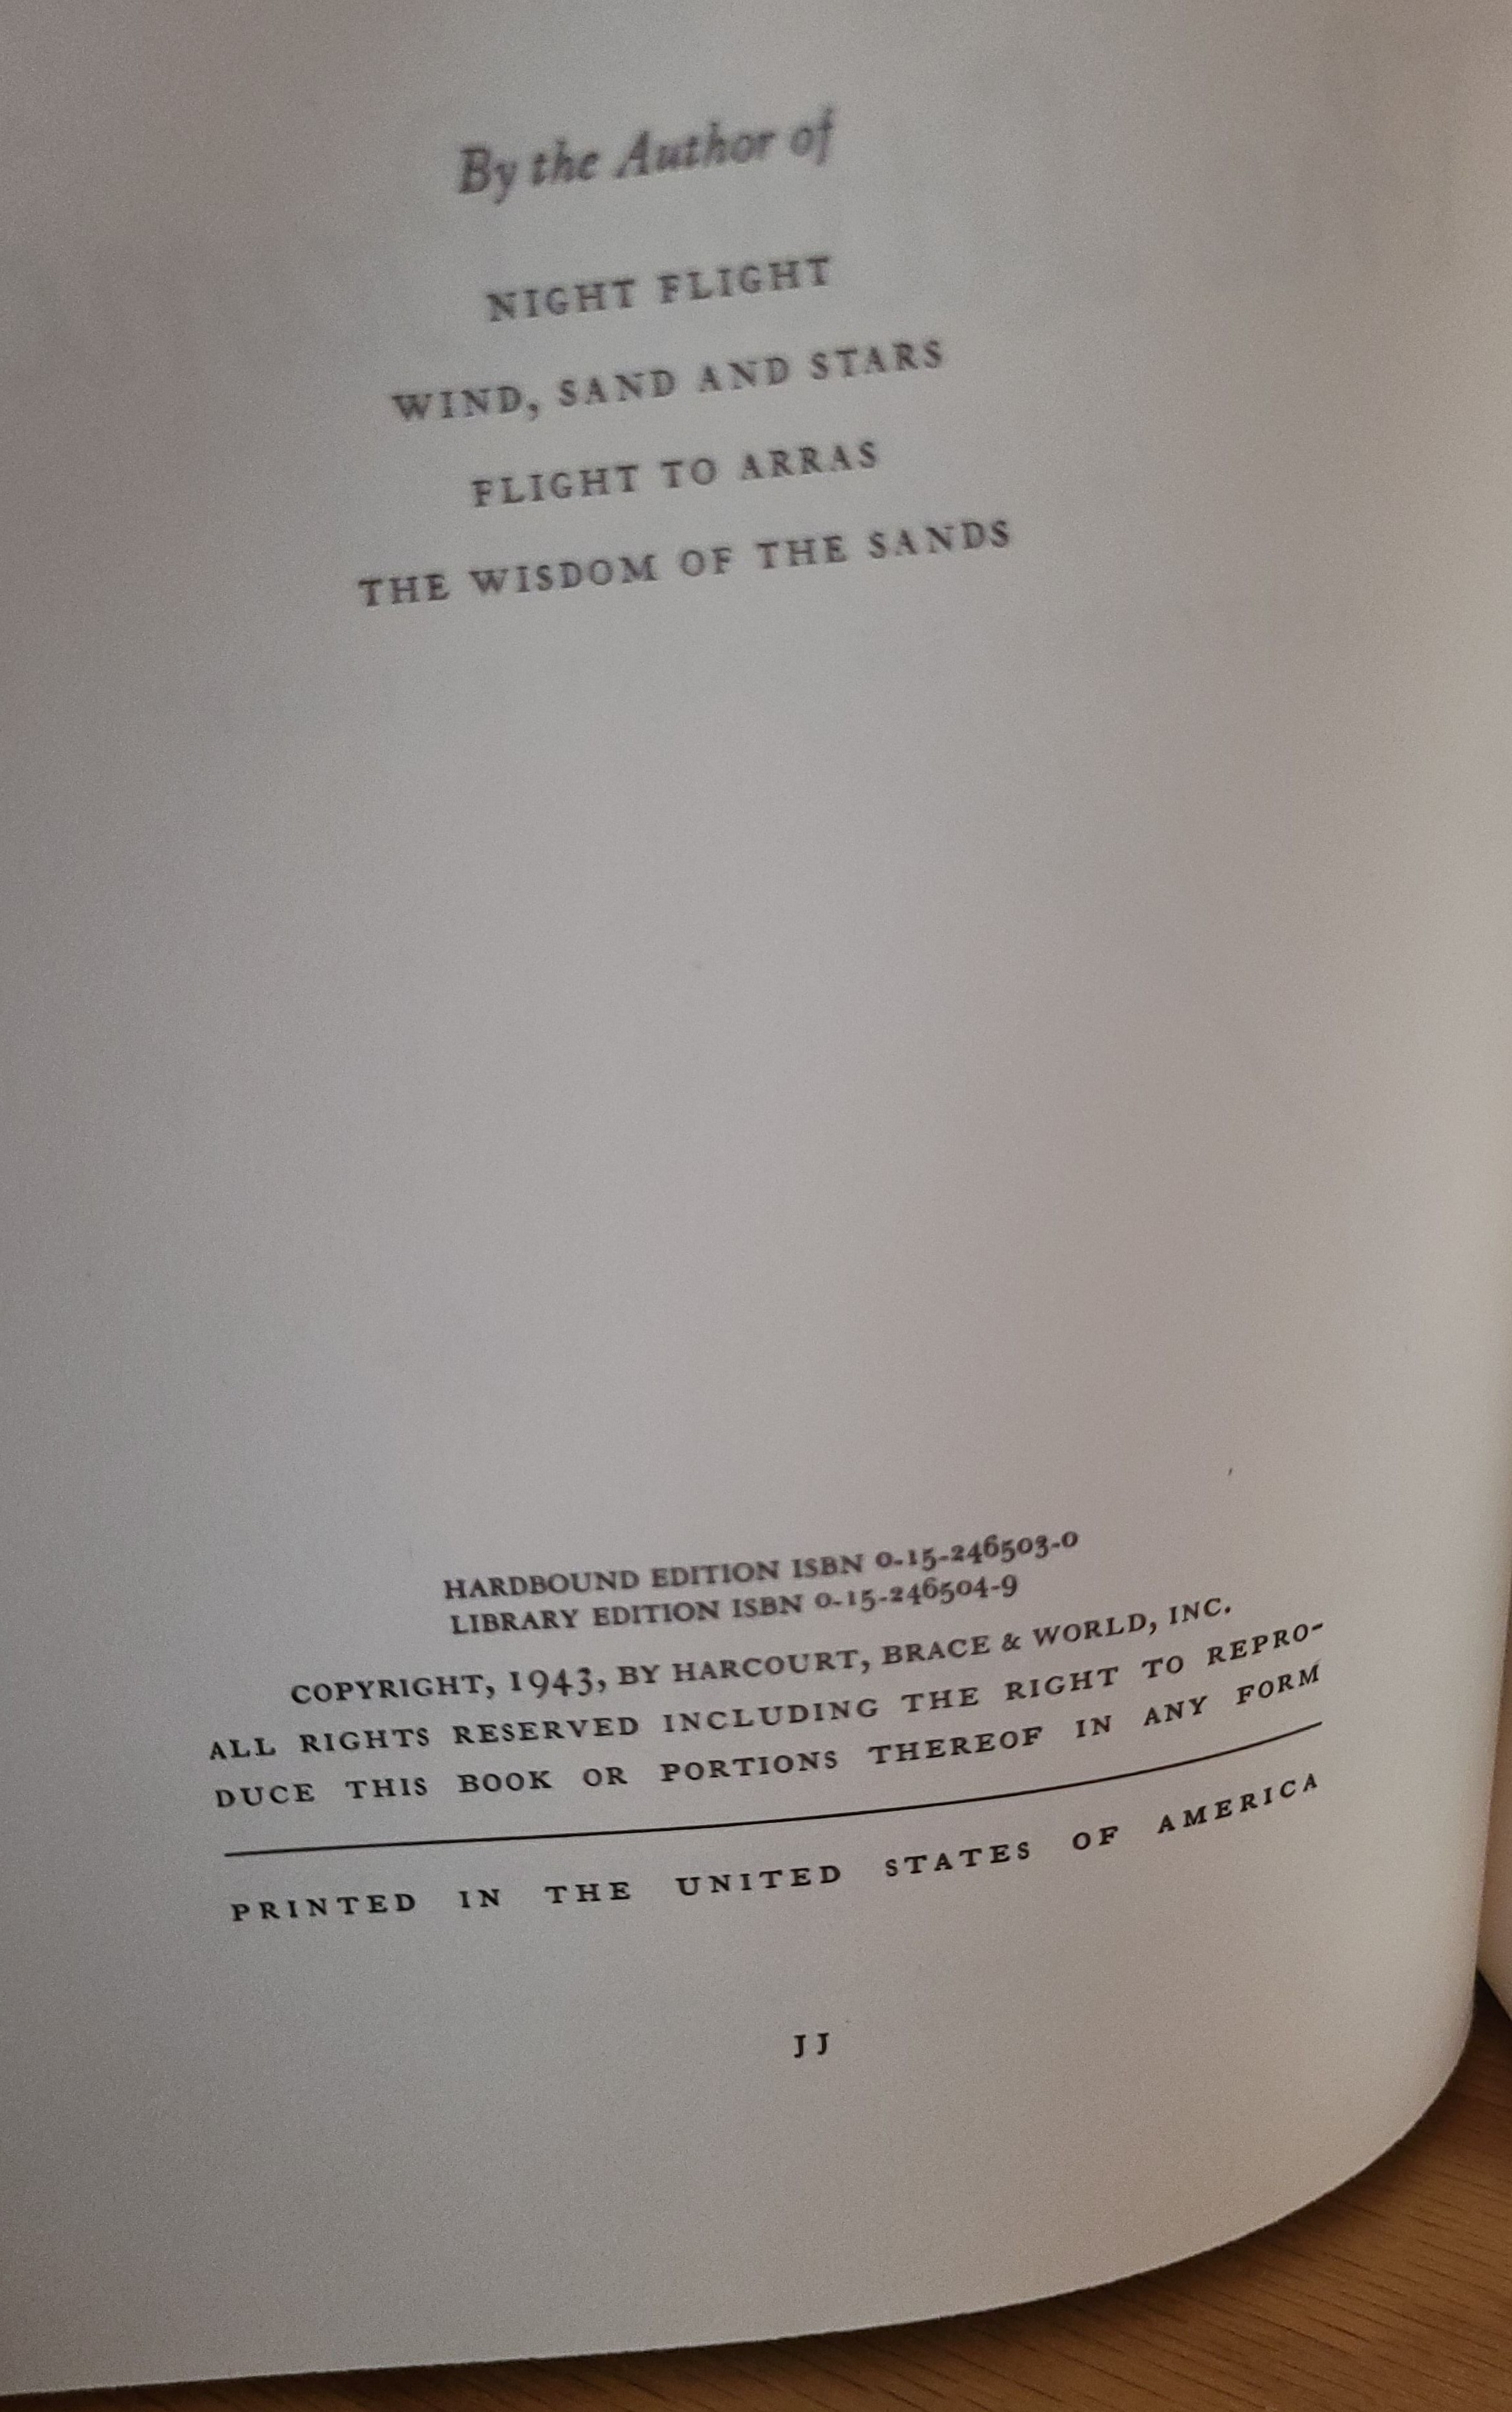 By the Author of
NIGHT FLIGHT
WIND, SAND AND STARS
FLIGHT TO ARRAS
THE WISDOM OF THE SANDS
HARDBOUND EDITION ISBN 0-15-246503-0
LIBRARY EDITION ISBN 0-15-246504-9
COPYRIGHT, 1943, BY HARCOURT, BRACE & WORLD, INC.
ALL RIGHTS RESERVED INCLUDING THE RIGHT TO REPRO-
DUCE THIS BOOK OR PORTIONS THEREOF IN ANY FORM
PRINTED IN THE UNITED STATES OF AMERICA
JJ